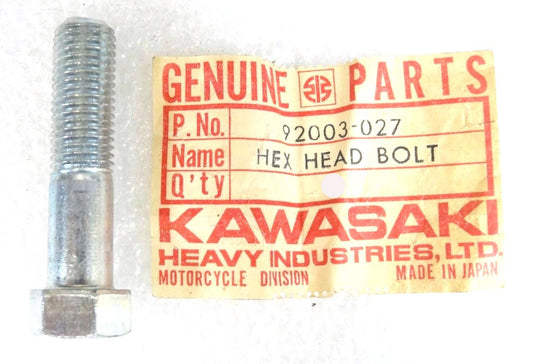 GENUINE PARTS
P. No. 92003-027
Name HEX HEAD BOLT
Q'ty
KAWASAKI
HEAVY INDUSTRIES, LTD.
MOTORCYCLE DIVISION MADE IN JAPAN